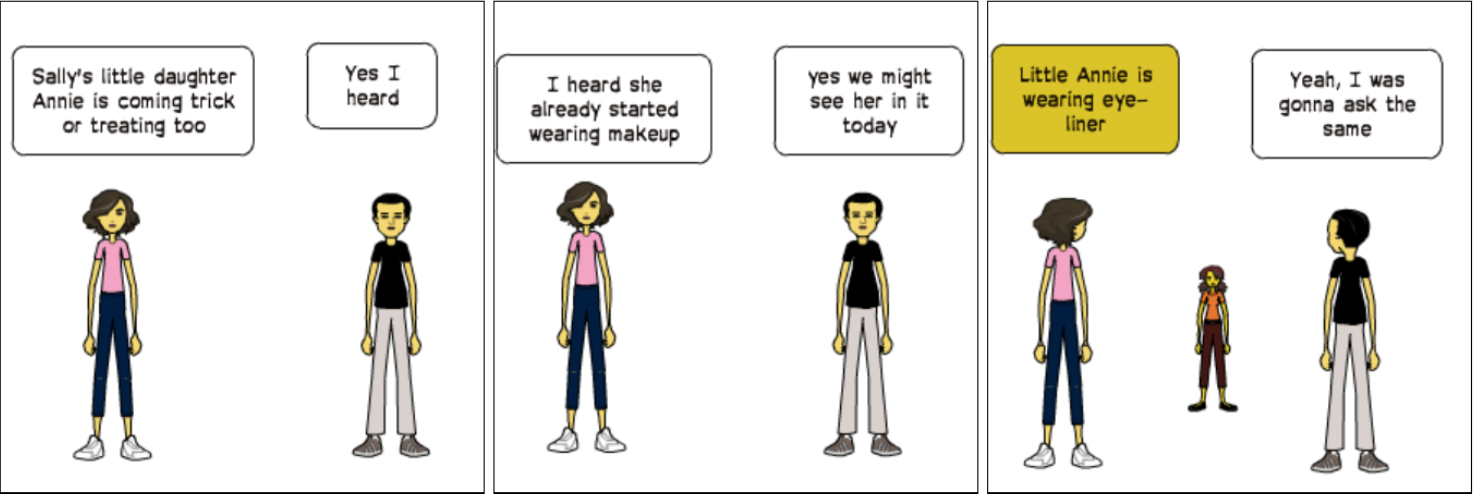 Sally's little daughter
Annie is coming trick
or treating too
Yes I
heard
I heard she
already started
wearing makeup
yes we might
see her in it
today
Little Annie is
wearing eye-
liner
Yeah, I was
gonna ask the
same